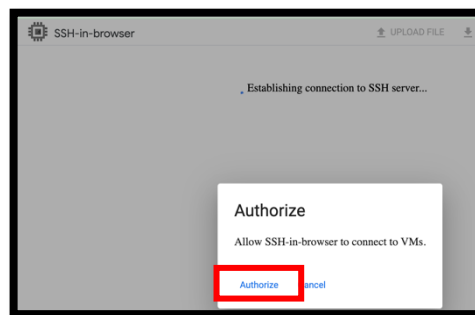 SSH-in-browser
UPLOAD FILE
Establishing connection to SSH server...
Authorize
Allow SSH-in-browser to connect to VMs.
Authorize
ancel